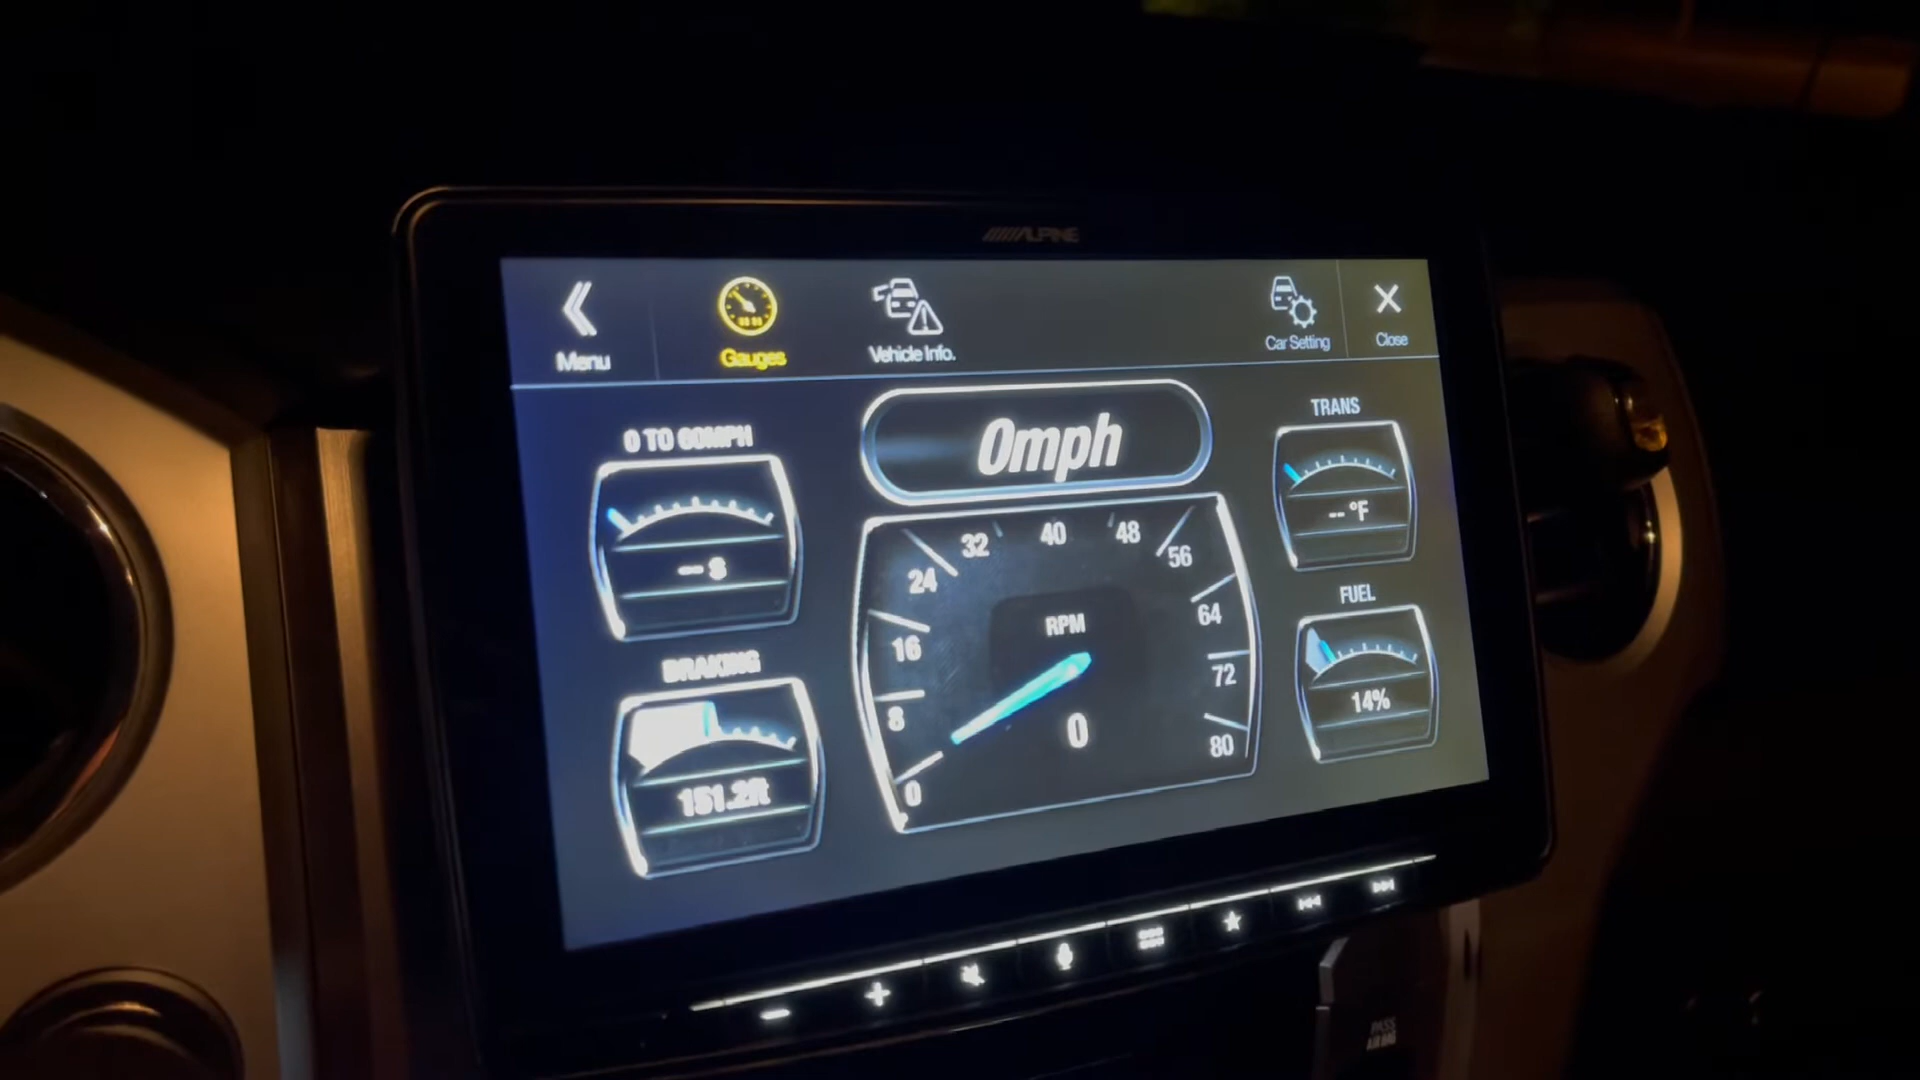 ALPINE
Menu
Gauges
Vehicle Info.
Car Setting
Close
0 TO 60MPH
-- s
BRAKING
151.2ft
0mph
0
8
16
24
32
40
48
56
64
72
80
RPM
0
TRANS
-- °F
FUEL
14%
PASS
AIR BAG